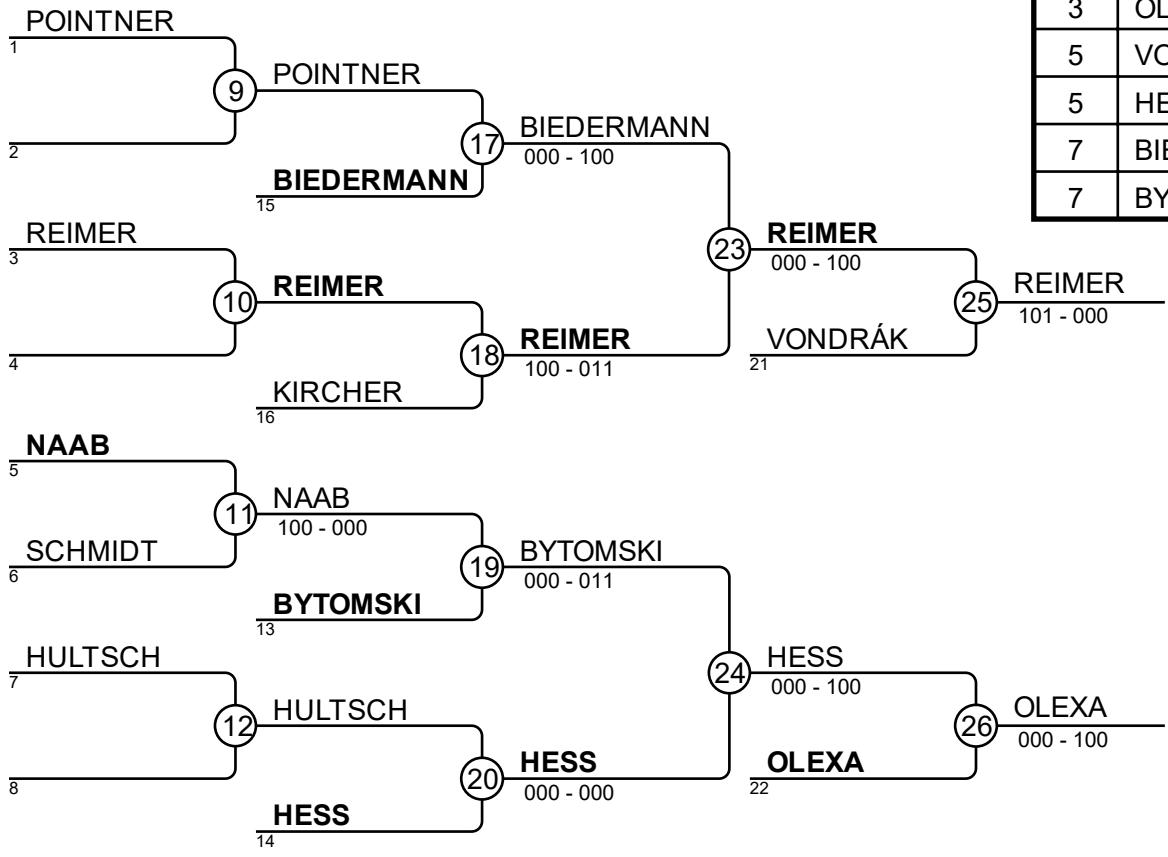 POINTNER
1
9
POINTNER
2
17
BIEDERMANN
000 - 100
BIEDERMANN
15
REIMER
3
10
REIMER
4
18
REIMER
100 - 011
KIRCHER
16
23
REIMER
000 - 100
VONDRÁK
21
25
REIMER
101 - 000
NAAB
5
11
NAAB
100 - 000
SCHMIDT
6
19
BYTOMSKI
000 - 011
BYTOMSKI
13
HULTSCH
7
12
HULTSCH
8
20
HESS
000 - 000
HESS
14
24
HESS
000 - 100
OLEXA
22
26
OLEXA
000 - 100
3
5
5
7
7